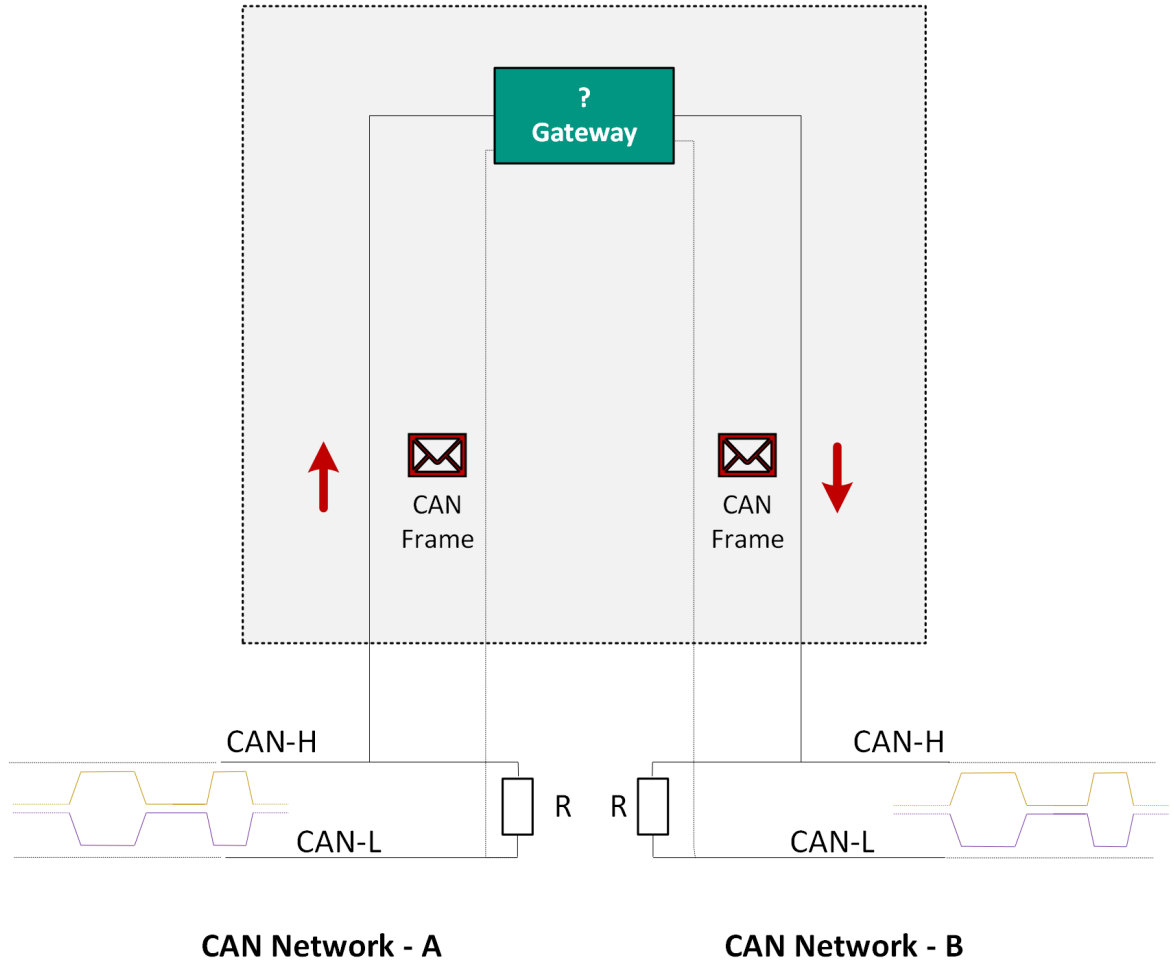 ?
Gateway
CAN
Frame
CAN
Frame
CAN-H
CAN-H
R
R
CAN-L
CAN-L
CAN Network - A
CAN Network - B